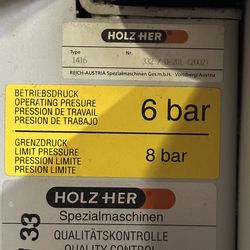 HOLZ-HER
Type Nr.
1416 332 / 0-201 (2002)
REICH-AUSTRIA Spezialmaschinen Ges.m.b.H. - Vorarlberg/Austria
BETRIEBSDRUCK
OPERATING PRESURE
PRESSION DE TRAVAIL
PRESSION DE TRABAJO
6 bar
GRENZDRUCK
LIMIT PRESSURE
PRESSION LIMITE
PRESION LIMITE
8 bar
HOLZ-HER
Spezialmaschinen
33
QUALITÄTSKONTROLLE
QUALITY CONTROL